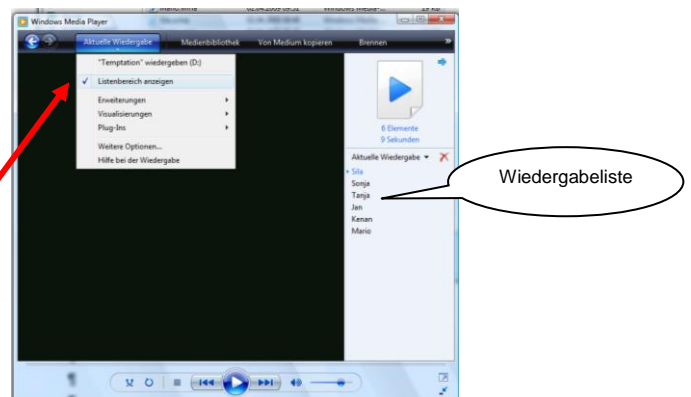 Windows Media Player
Aktuelle Wiedergabe Medienbibliothek Von Medium kopieren Brennen »
"Temptation" wiedergeben (D:)
✓ Listenbereich anzeigen
Erweiterungen
Visualisierungen
Plug-Ins
Weitere Optionen...
Hilfe bei der Wiedergabe
6 Elemente
9 Sekunden
Aktuelle Wiedergabe
Sila
Sonja
Tanja
Jan
Kenan
Mario
Wiedergabeliste